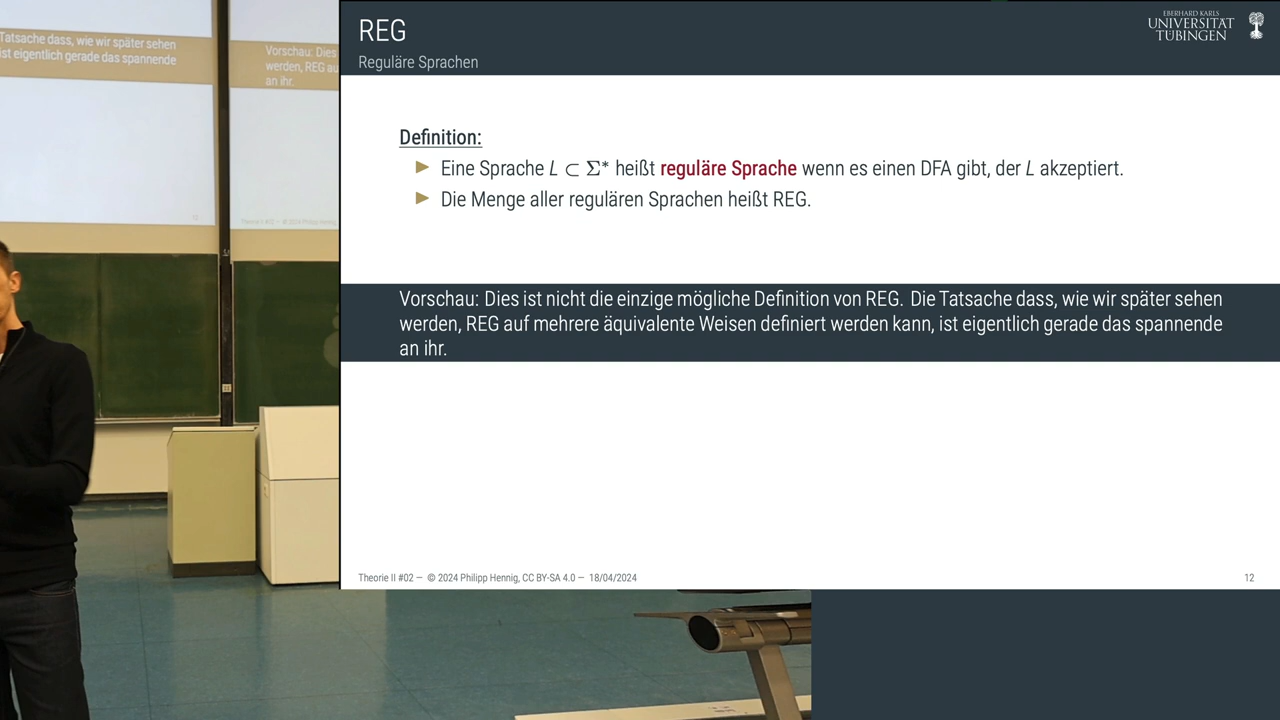 Tatsache dass, wie wir später sehen
ist eigentlich gerade das spannende
Vorschau: Dies
werden, REG au
an ihr.
REG
Reguläre Sprachen
EBERHARD KARLS
UNIVERSITÄT
TÜBINGEN
Definition:
Eine Sprache L ⊂ Σ* heißt reguläre Sprache wenn es einen DFA gibt, der L akzeptiert.
Die Menge aller regulären Sprachen heißt REG.
Vorschau: Dies ist nicht die einzige mögliche Definition von REG. Die Tatsache dass, wie wir später sehen
werden, REG auf mehrere äquivalente Weisen definiert werden kann, ist eigentlich gerade das spannende
an ihr.
Theorie II #02 — © 2024 Philipp Hennig, CC BY-SA 4.0 — 18/04/2024
12